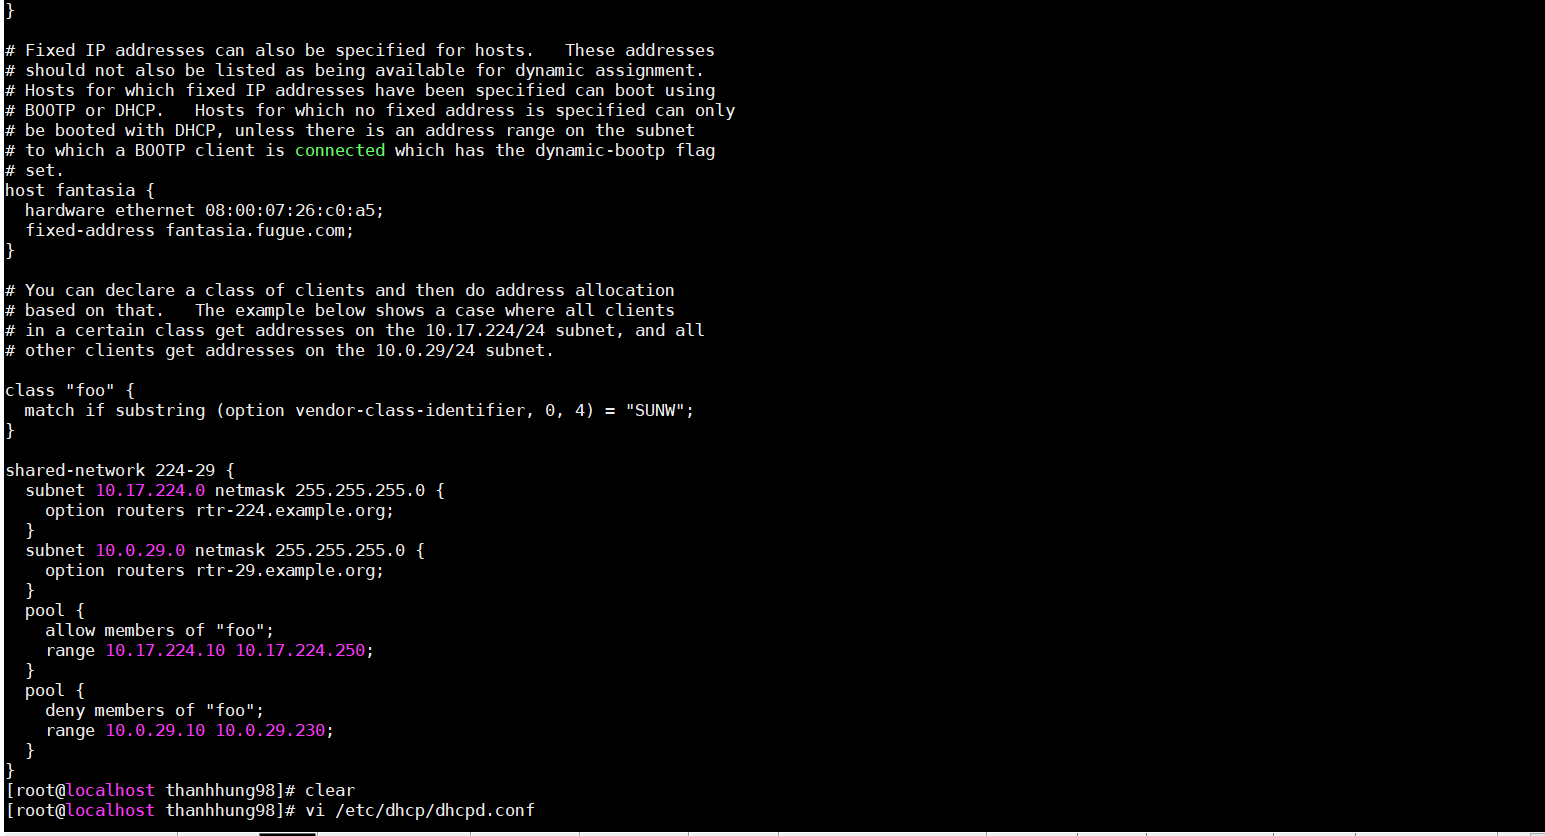 }
# Fixed IP addresses can also be specified for hosts.   These addresses
# should not also be listed as being available for dynamic assignment.
# Hosts for which fixed IP addresses have been specified can boot using
# BOOTP or DHCP.   Hosts for which no fixed address is specified can only
# be booted with DHCP, unless there is an address range on the subnet
# to which a BOOTP client is connected which has the dynamic-bootp flag
# set.
host fantasia {
  hardware ethernet 08:00:07:26:c0:a5;
  fixed-address fantasia.fugue.com;
}
# You can declare a class of clients and then do address allocation
# based on that.   The example below shows a case where all clients
# in a certain class get addresses on the 10.17.224/24 subnet, and all
# other clients get addresses on the 10.0.29/24 subnet.
class "foo" {
  match if substring (option vendor-class-identifier, 0, 4) = "SUNW";
}
shared-network 224-29 {
  subnet 10.17.224.0 netmask 255.255.255.0 {
    option routers rtr-224.example.org;
  }
  subnet 10.0.29.0 netmask 255.255.255.0 {
    option routers rtr-29.example.org;
  }
  pool {
    allow members of "foo";
    range 10.17.224.10 10.17.224.250;
  }
  pool {
    deny members of "foo";
    range 10.0.29.10 10.0.29.230;
  }
}
[root@localhost thanhhung98]# clear
[root@localhost thanhhung98]# vi /etc/dhcp/dhcpd.conf